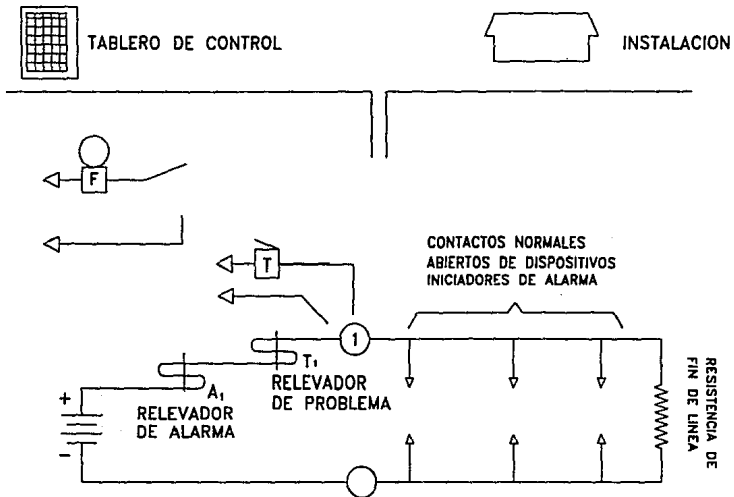 TABLERO DE CONTROL
INSTALACION
F
T
CONTACTOS NORMALES
ABIERTOS DE DISPOSITIVOS
INICIADORES DE ALARMA
1
T1
RELEVADOR
DE PROBLEMA
A1
RELEVADOR
DE ALARMA
+
-
RESISTENCIA DE
FIN DE LINEA